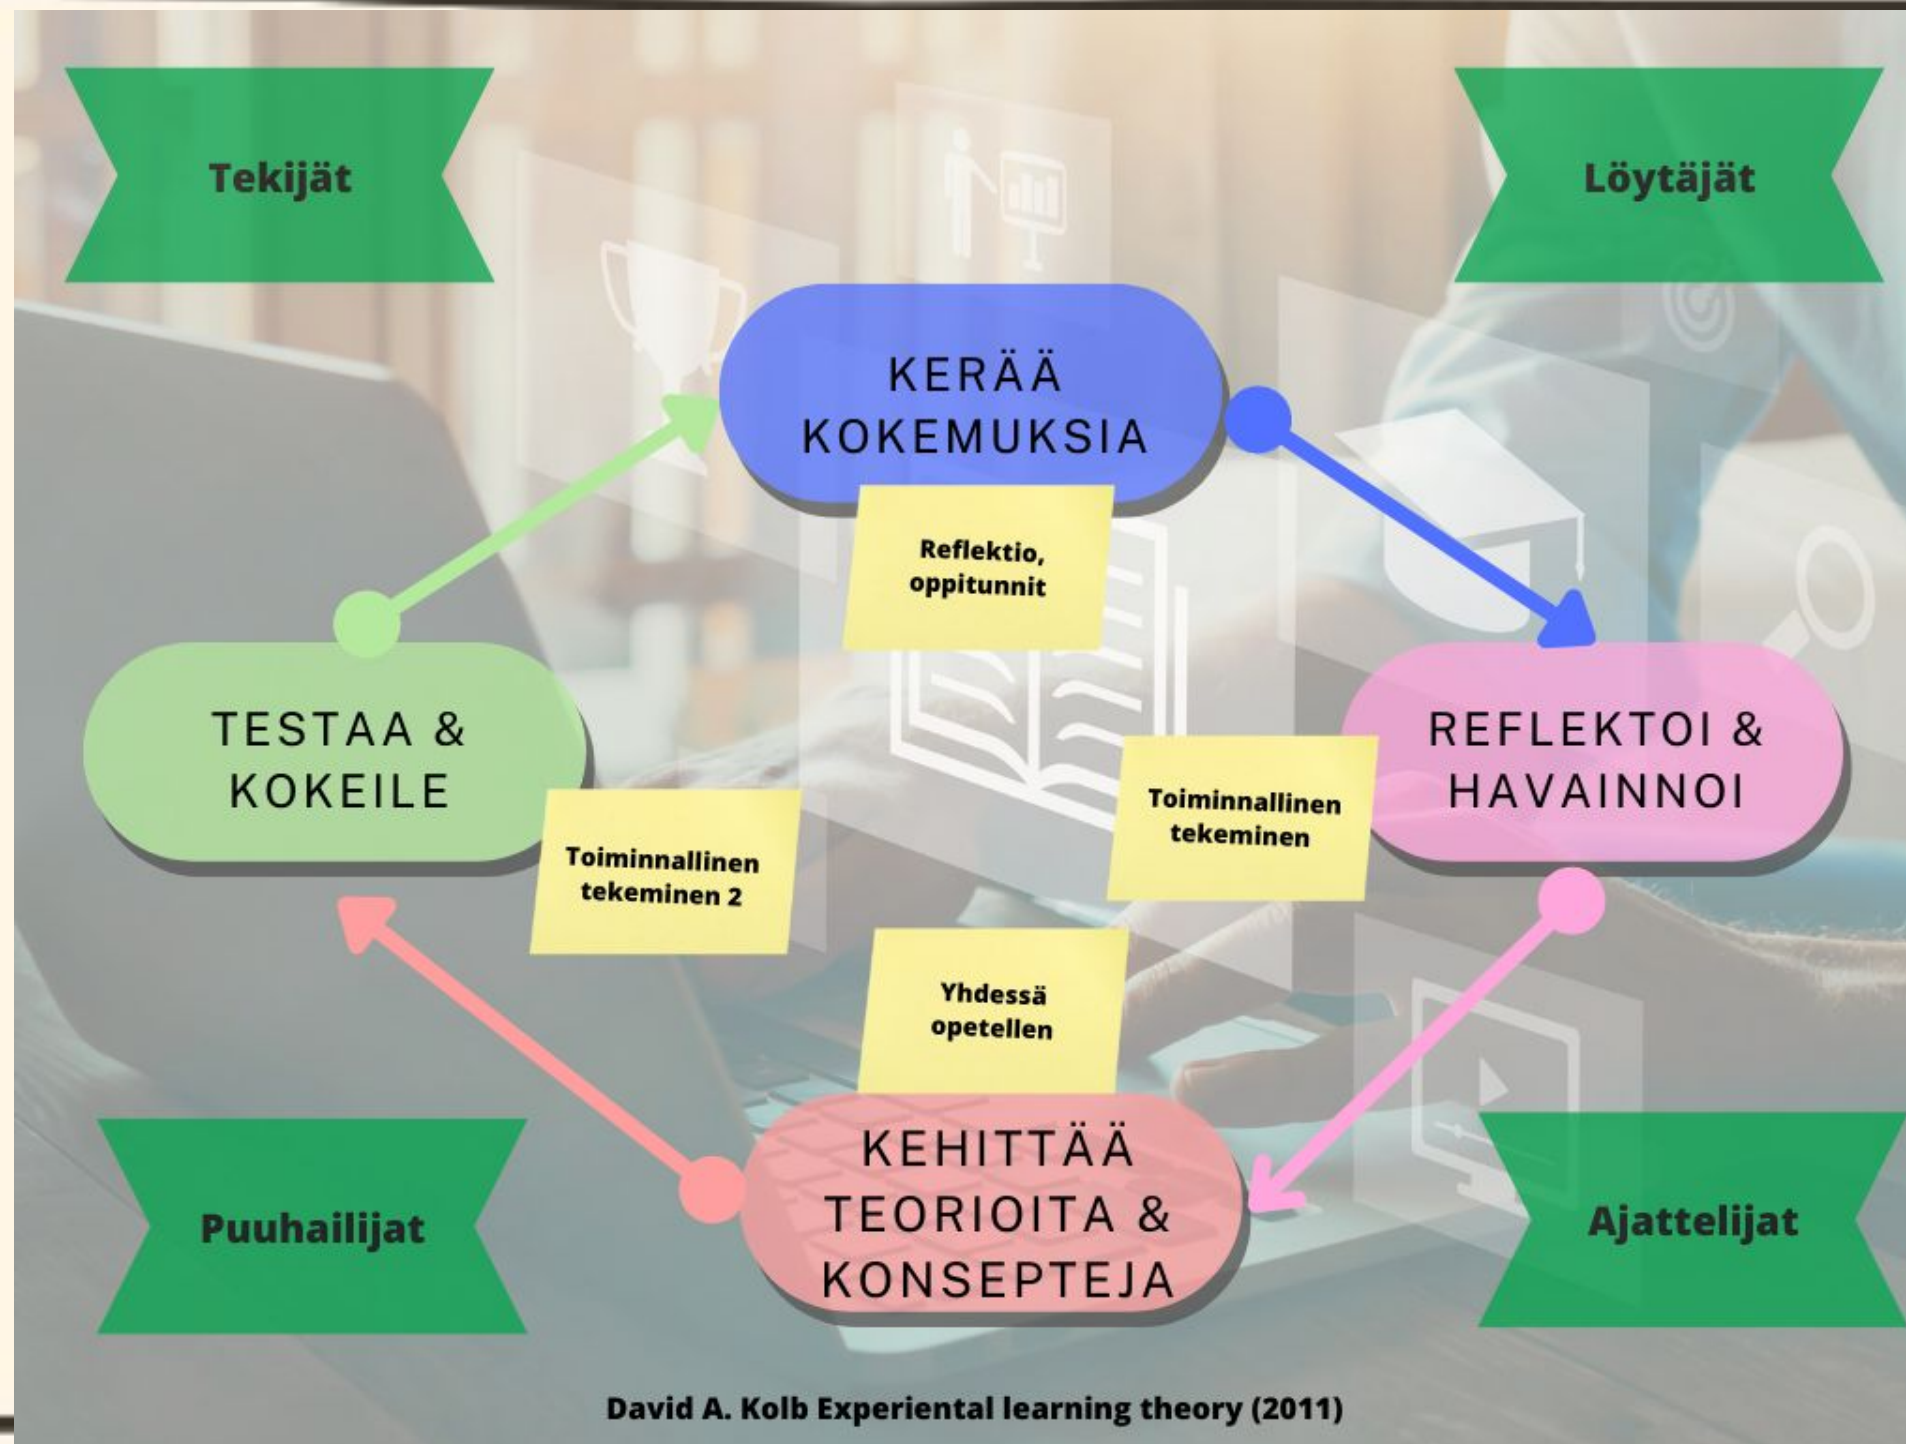 Tekijät
Löytäjät
KERÄÄ
KOKEMUKSIA
Reflektio,
oppitunnit
TESTAA &
KOKEILE
REFLEKTOI &
HAVAINNOI
Toiminnallinen
tekeminen
Toiminnallinen
tekeminen 2
Yhdessä
opetellen
KEHITTÄÄ
TEORIOITA &
KONSEPTEJA
Puuhailijat
Ajattelijat
David A. Kolb Experiental learning theory (2011)